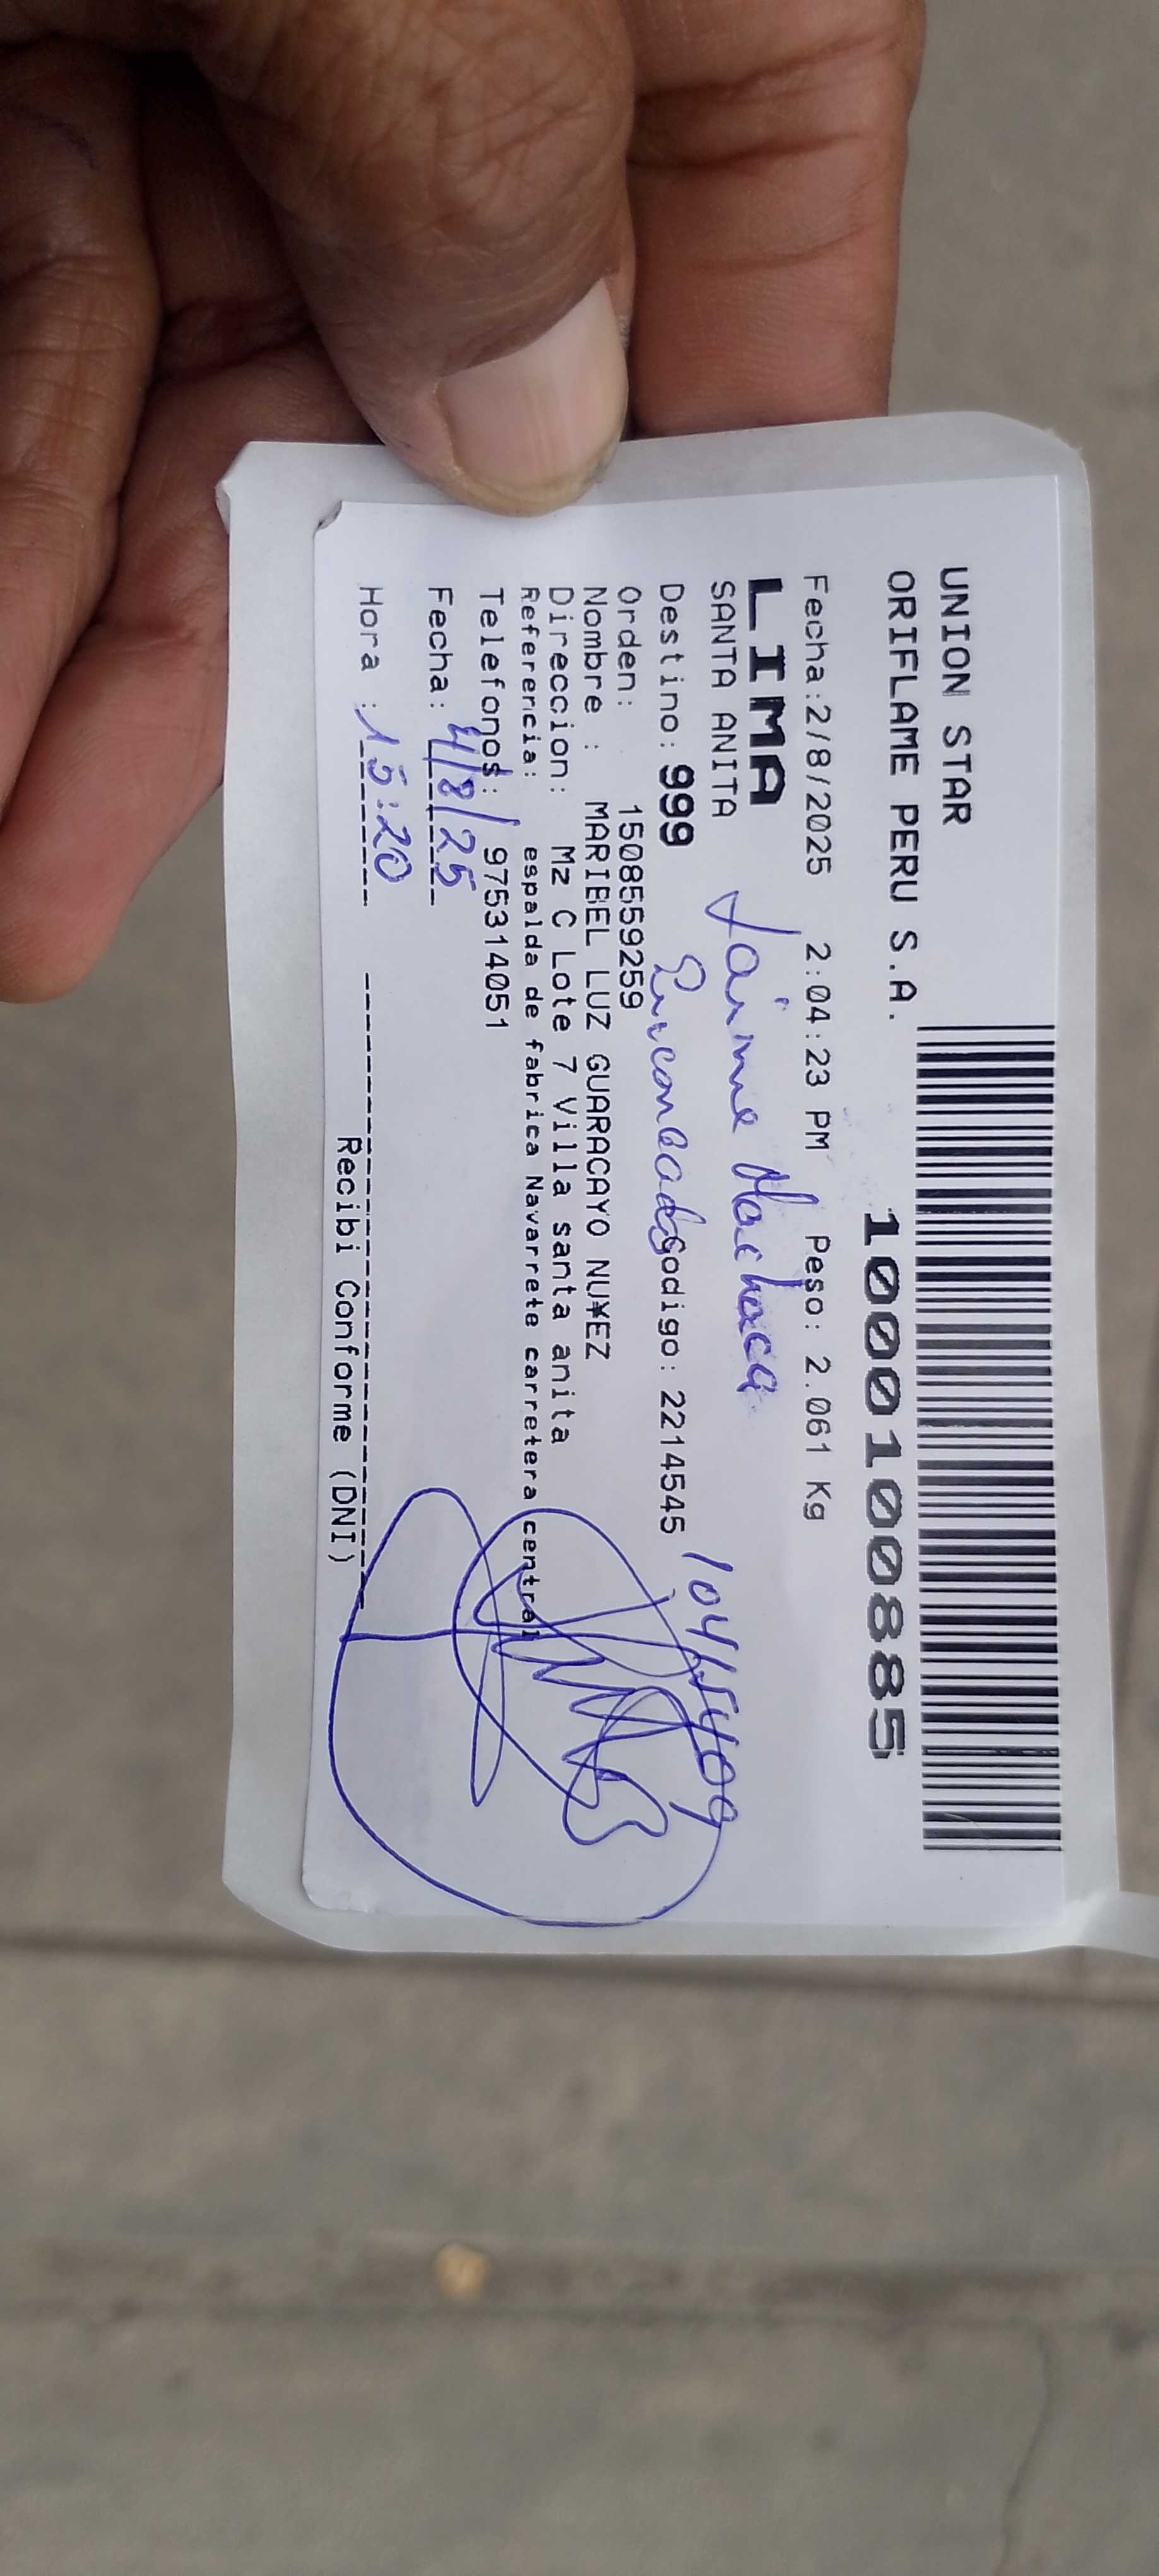 UNION STAR
ORIFLAME PERU S.A.
1000100885
Fecha:2/8/2025 2:04:23 PM Peso: 2.061 Kg
LIMA
SANTA ANITA Jaime
Destino: 999 Codigo: 2214545
Orden: 1508559259
Nombre : MARIBEL LUZ GUARACAYO NU¥EZ
Direccion: Mz C Lote 7 Villa santa anita
Referencia: espalda de fabrica Navarrete carretera central
Telefonos: 975314051
Fecha: 4/8/25
Hora : 15:20
Recibi Conforme (DNI)